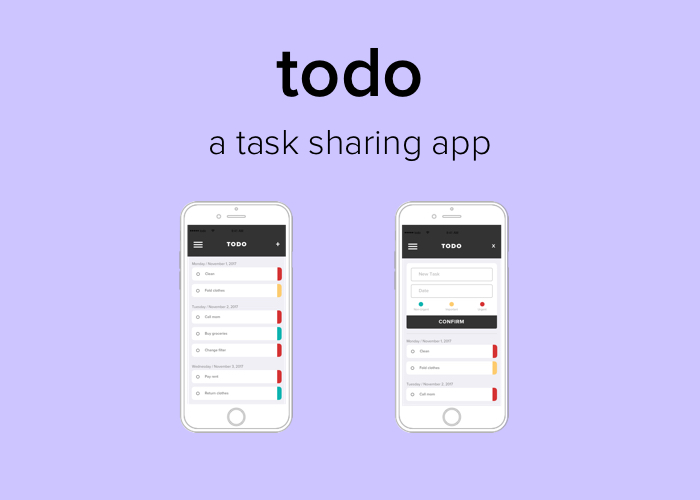 todo
a task sharing app
TODO
+
Monday / November 1, 2017
Clean
Fold clothes
Tuesday / November 2, 2017
Call mom
Buy groceries
Change filter
Wednesday / November 3, 2017
Pay rent
Return clothes
TODO
x
New Task
Date
CONFIRM
Monday / November 1, 2017
Clean
Fold clothes
Tuesday / November 2, 2017
Call mom